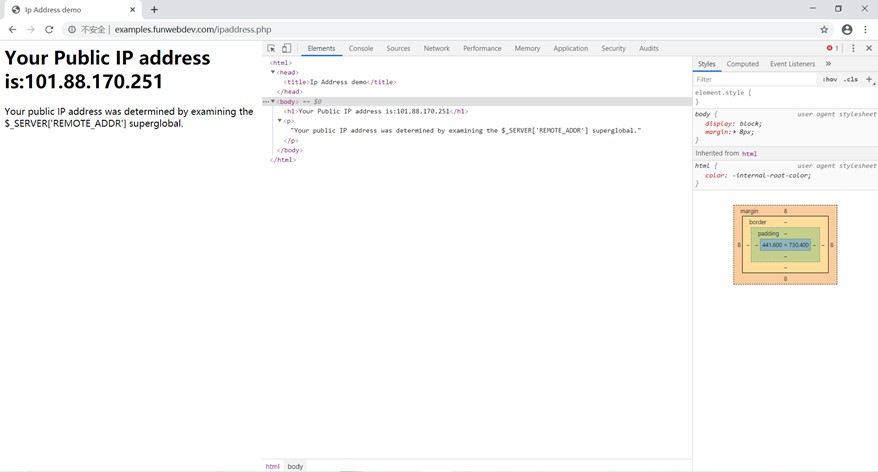 Ip Address demo
不安全 | examples.funwebdev.com/ipaddress.php
Your Public IP address
is:101.88.170.251
Your public IP address was determined by examining the
$_SERVER['REMOTE_ADDR'] superglobal.
Elements Console Sources Network Performance Memory Application Security Audits 1
<html>
<head>
<title>Ip Address demo</title>
</head>
<body> == $0
<h1>Your Public IP address is:101.88.170.251</h1>
<p>
"Your public IP address was determined by examining the $_SERVER['REMOTE_ADDR'] superglobal."
</p>
</body>
</html>
html body
Styles Computed Event Listeners »
Filter :hov .cls +
element.style {
}
body { user agent stylesheet
display: block;
margin: 8px;
}
Inherited from html
html { user agent stylesheet
color: -internal-root-color;
}
margin 8
border –
padding –
8 – – 441.600 × 730.400 – – 8
–
–
8